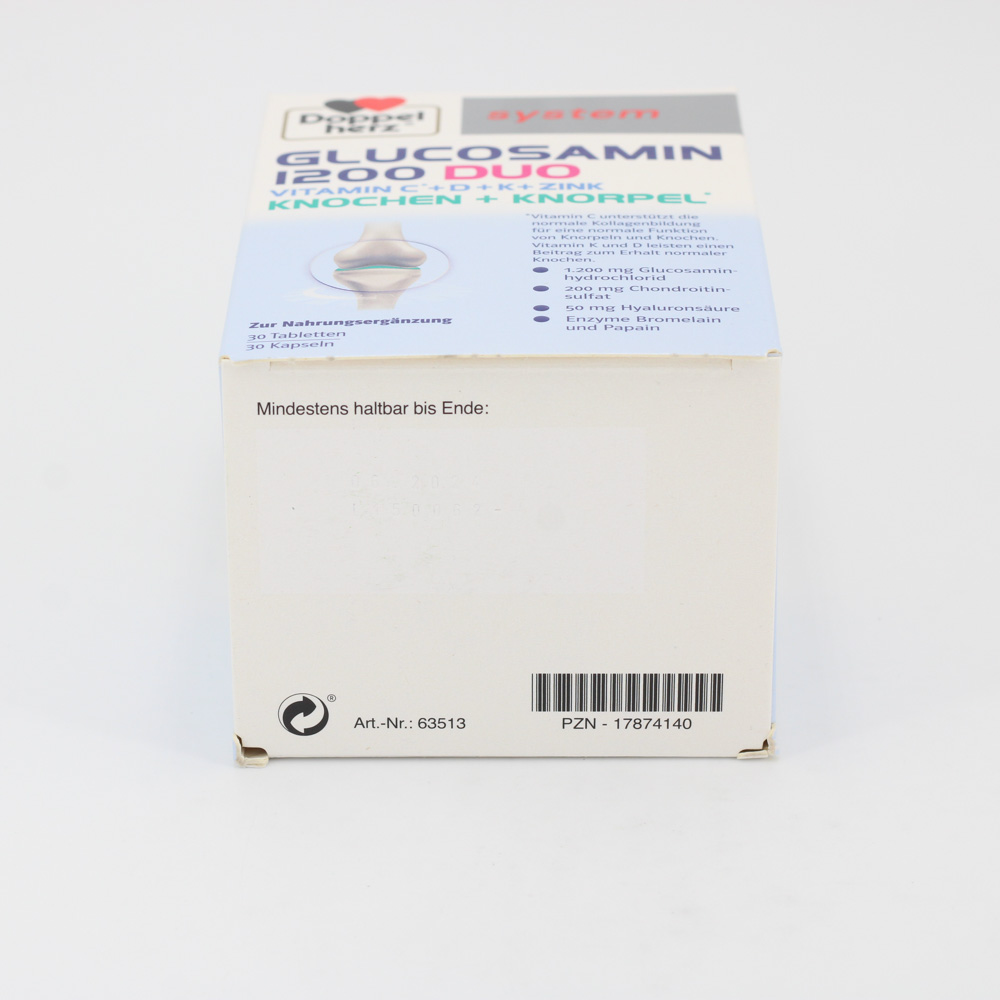 Doppel
herz®
system
GLUCOSAMIN
1200 DUO
VITAMIN C* + D + K + ZINK
KNOCHEN + KNORPEL*
*Vitamin C unterstützt die
normale Kollagenbildung
für eine normale Funktion
von Knorpeln und Knochen.
Vitamin K und D leisten einen
Beitrag zum Erhalt normaler
Knochen.
● 1.200 mg Glucosamin-
hydrochlorid
● 200 mg Chondroitin-
sulfat
● 50 mg Hyaluronsäure
● Enzyme Bromelain
und Papain
Zur Nahrungsergänzung
30 Tabletten
30 Kapseln
Mindestens haltbar bis Ende:
®
Art.-Nr.: 63513
PZN - 17874140